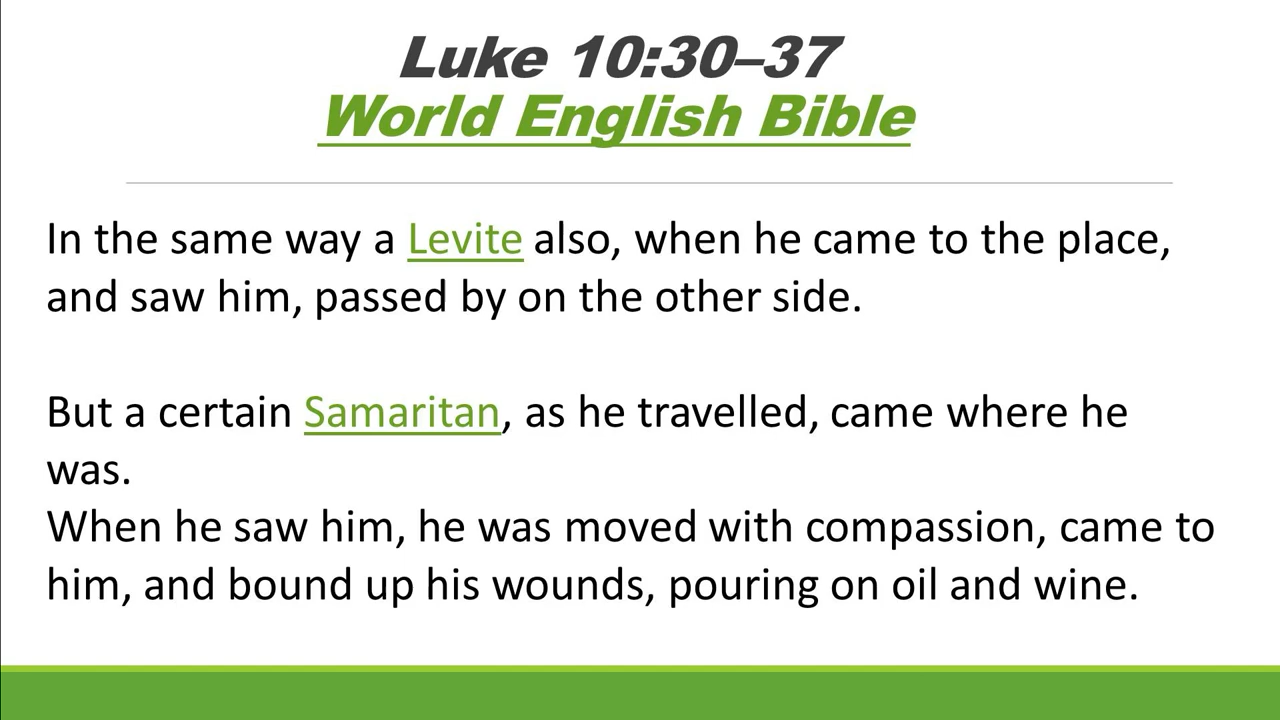 Luke 10:30–37
World English Bible
In the same way a Levite also, when he came to the place,
and saw him, passed by on the other side.
But a certain Samaritan, as he travelled, came where he
was.
When he saw him, he was moved with compassion, came to
him, and bound up his wounds, pouring on oil and wine.